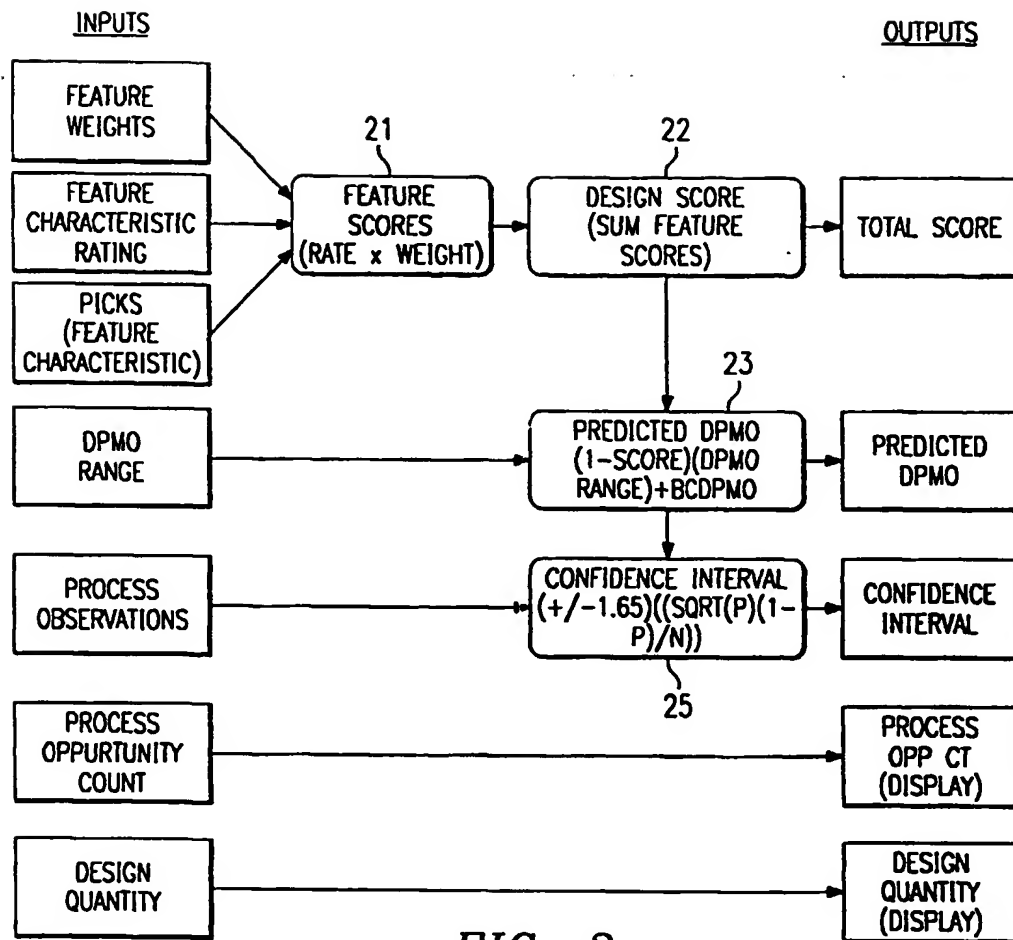 INPUTS
OUTPUTS
FEATURE
WEIGHTS
FEATURE
CHARACTERISTIC
RATING
PICKS
(FEATURE
CHARACTERISTIC)
21
FEATURE
SCORES
(RATE x WEIGHT)
22
DESIGN SCORE
(SUM FEATURE
SCORES)
TOTAL SCORE
DPMO
RANGE
23
PREDICTED DPMO
(1-SCORE)(DPMO
RANGE)+BCDPMO
PREDICTED
DPMO
PROCESS
OBSERVATIONS
CONFIDENCE INTERVAL
(+/-1.65)((SQRT(P)(1-
P)/N))
25
CONFIDENCE
INTERVAL
PROCESS
OPPURTUNITY
COUNT
PROCESS
OPP CT
(DISPLAY)
DESIGN
QUANTITY
DESIGN
QUANTITY
(DISPLAY)